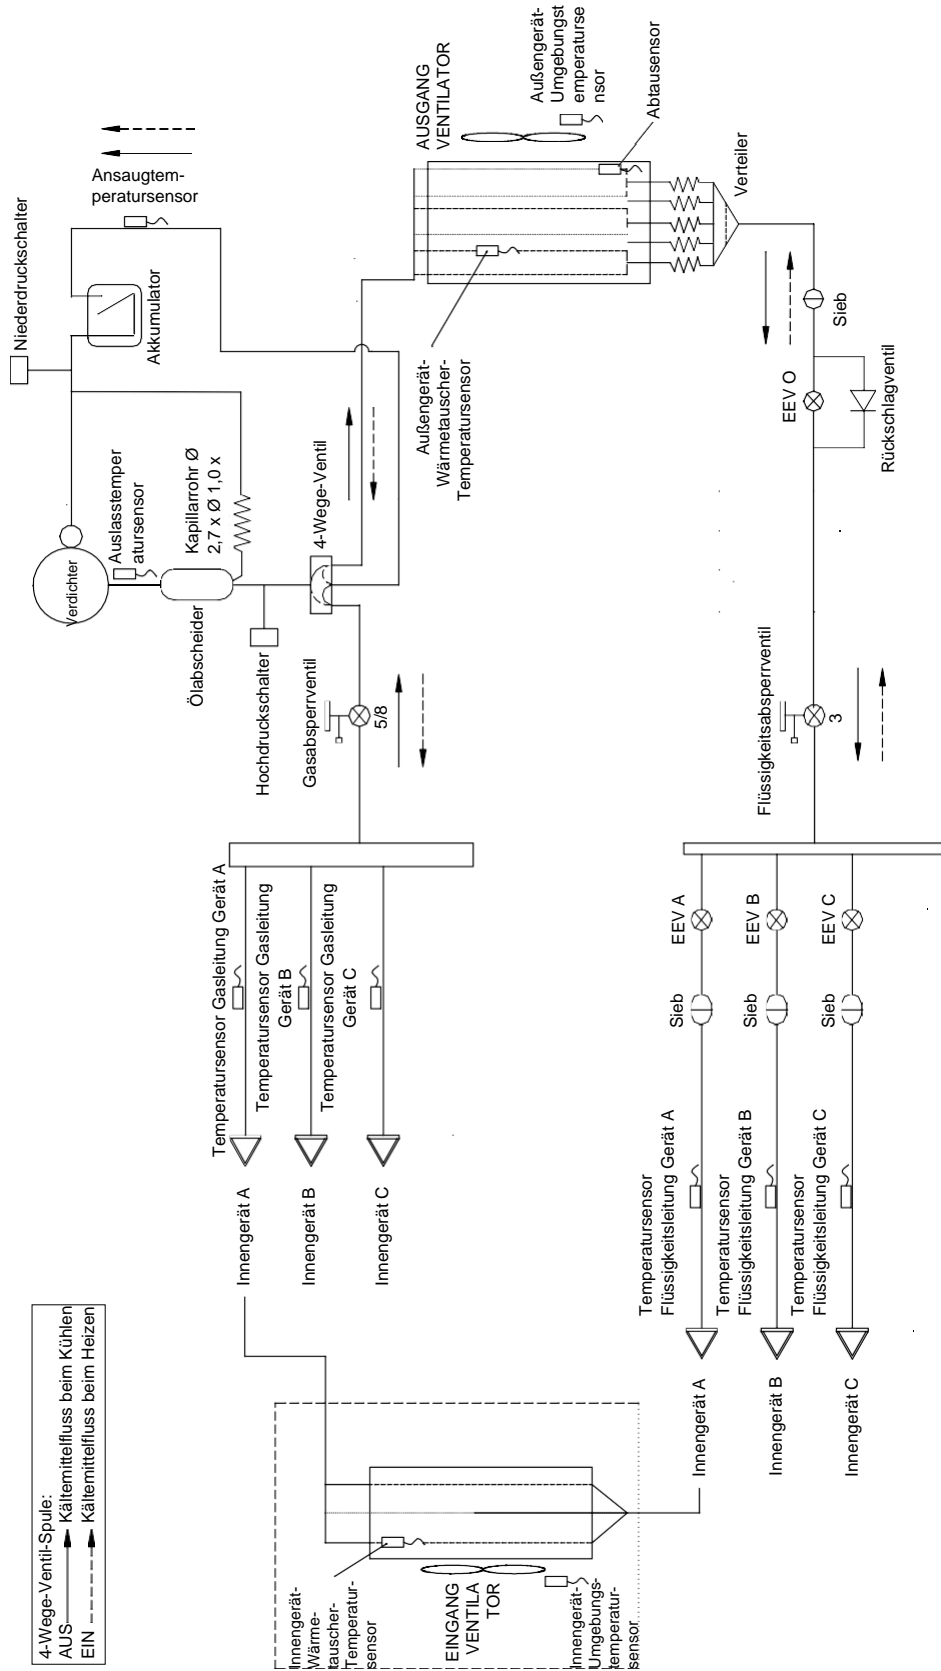 4-Wege-Ventil-Spule:
AUS Kältemittelfluss beim Kühlen
EIN Kältemittelfluss beim Heizen
Niederdruckschalter
Ansaugtem-
peratursensor
Akkumulator
Verdichter
Auslasstemper
atursensor
Ölabscheider
Kapillarrohr Ø
2,7 x Ø 1,0 x
Hochdruckschalter
4-Wege-Ventil
Gasabsperrventil
5/8
AUSGANG
VENTILATOR
Außengerät-
Umgebungst
emperaturse
nsor
Abtausensor
Außengerät-
Wärmetauscher-
Temperatursensor
Verteiler
Sieb
EEV O
Rückschlagventil
Flüssigkeitsabsperrventil
3
Temperatursensor Gasleitung Gerät A
Temperatursensor Gasleitung
Gerät B
Temperatursensor Gasleitung
Gerät C
Innengerät A
Innengerät B
Innengerät C
EEV A
EEV B
EEV C
Sieb
Sieb
Sieb
Temperatursensor
Flüssigkeitsleitung Gerät A
Temperatursensor
Flüssigkeitsleitung Gerät B
Temperatursensor
Flüssigkeitsleitung Gerät C
Innengerät A
Innengerät B
Innengerät C
Innengerät-
Wärme-
tauscher-
Temperatur-
sensor
EINGANG
VENTILA
TOR
Innengerät-
Umgebungs-
temperatur-
sensor